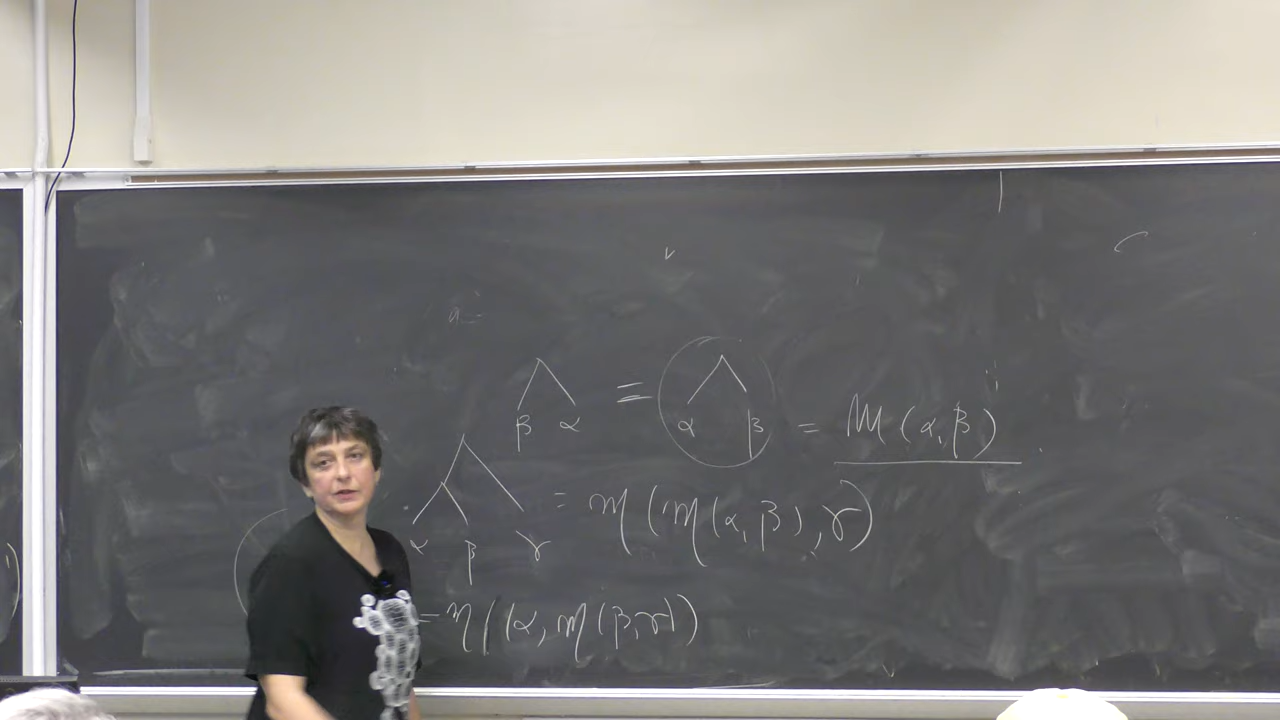 β α = α β = M(α, β)
α β γ = M(M(α, β), γ)
= M(α, M(β, γ))